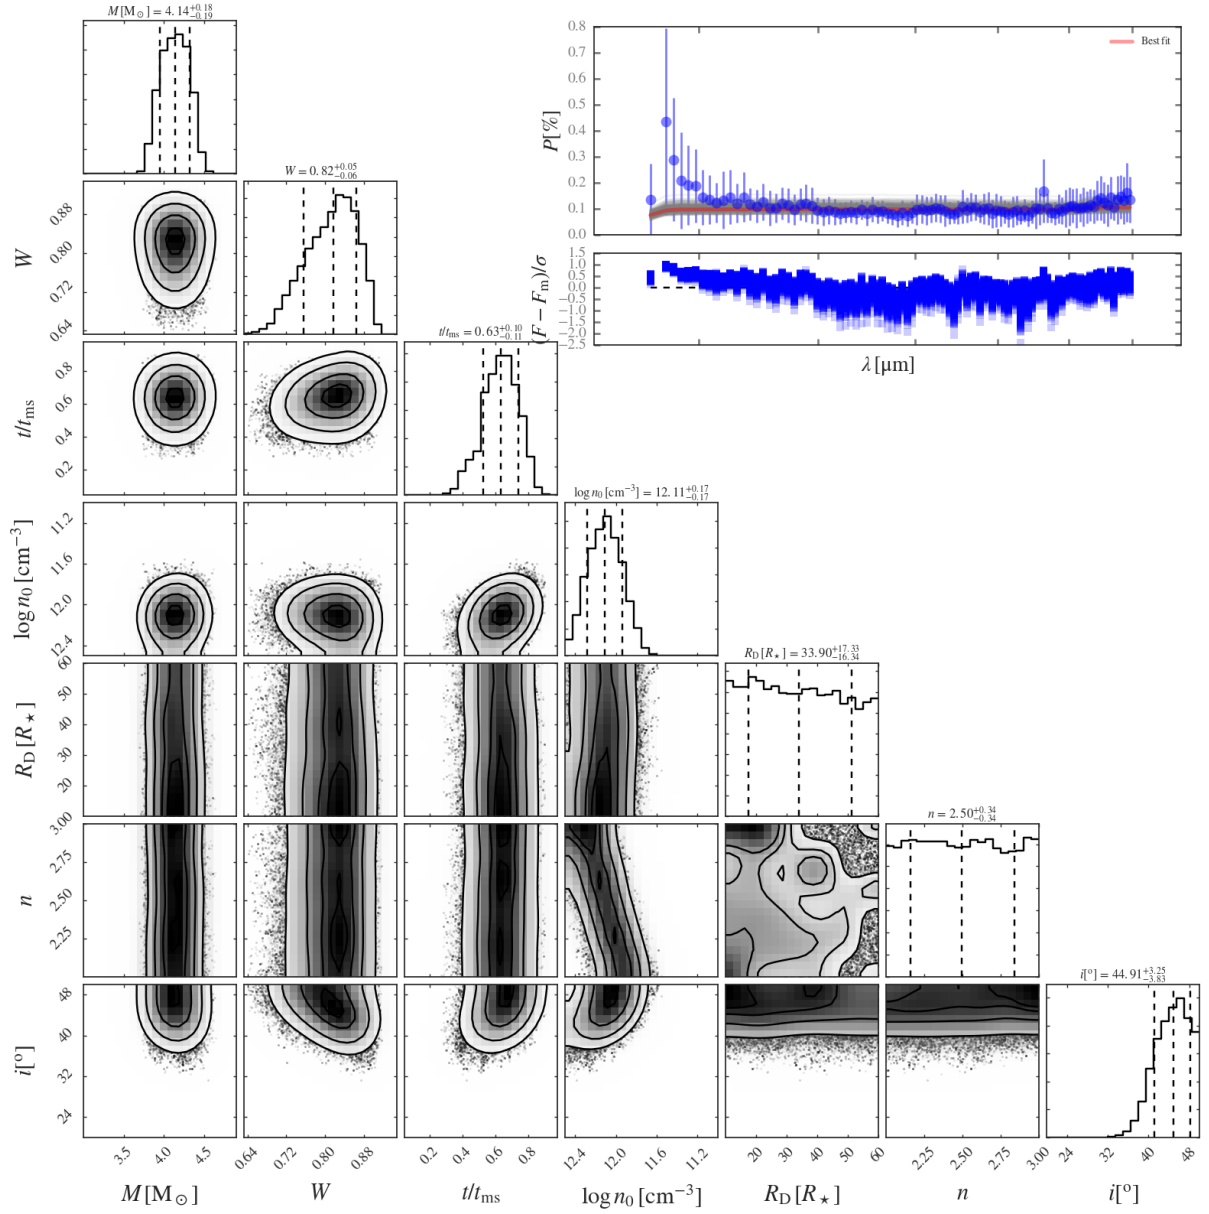 M[M⊙] = 4.14 +0.18 −0.19
0.8
0.7
0.6
0.5
0.4
0.3
0.2
0.1
0.0
P[%]
Best fit
W = 0.82 +0.05 −0.06
0.88
0.80
0.72
0.64
W
1.5
1.0
0.5
0.0
−0.5
−1.0
−1.5
−2.0
−2.5
(F − Fm)/σ
λ[μm]
t/tms = 0.63 +0.10 −0.11
0.8
0.6
0.4
0.2
t/tms
log n0[cm−3] = 12.11 +0.17 −0.17
11.2
11.6
12.0
12.4
log n0 [cm−3]
RD[R⋆] = 33.90 +17.33 −16.34
60
50
40
30
20
10
RD [R⋆]
n = 2.50 +0.34 −0.34
3.00
2.75
2.50
2.25
n
i[o] = 44.91 +3.25 −3.83
48
40
32
24
i[o]
3.5 4.0 4.5
0.64 0.72 0.80 0.88
0.2 0.4 0.6 0.8
12.4 12.0 11.6 11.2
20 30 40 50 60
2.25 2.50 2.75 3.00
24 32 40 48
M[M⊙] W t/tms log n0 [cm−3] RD [R⋆] n i[o]